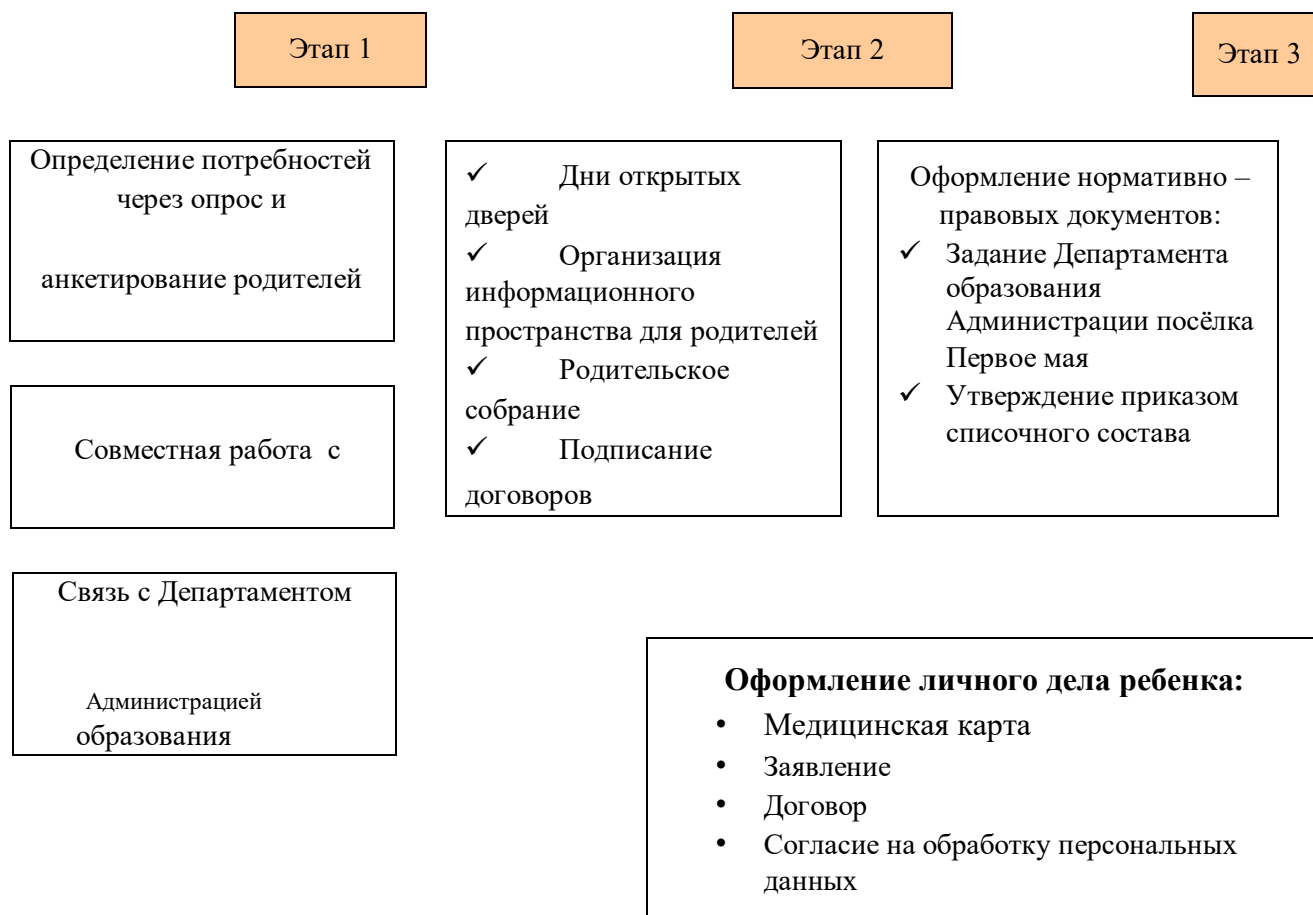 Этап 1
Этап 2
Этап 3
Определение потребностей
через опрос и
анкетирование родителей
Совместная работа с
Связь с Департаментом
Администрацией
образования
✓ Дни открытых
дверей
✓ Организация
информационного
пространства для родителей
✓ Родительское
собрание
✓ Подписание
договоров
Оформление нормативно –
правовых документов:
✓ Задание Департамента
образования
Администрации посёлка
Первое мая
✓ Утверждение приказом
списочного состава
Оформление личного дела ребенка:
• Медицинская карта
• Заявление
• Договор
• Согласие на обработку персональных
данных